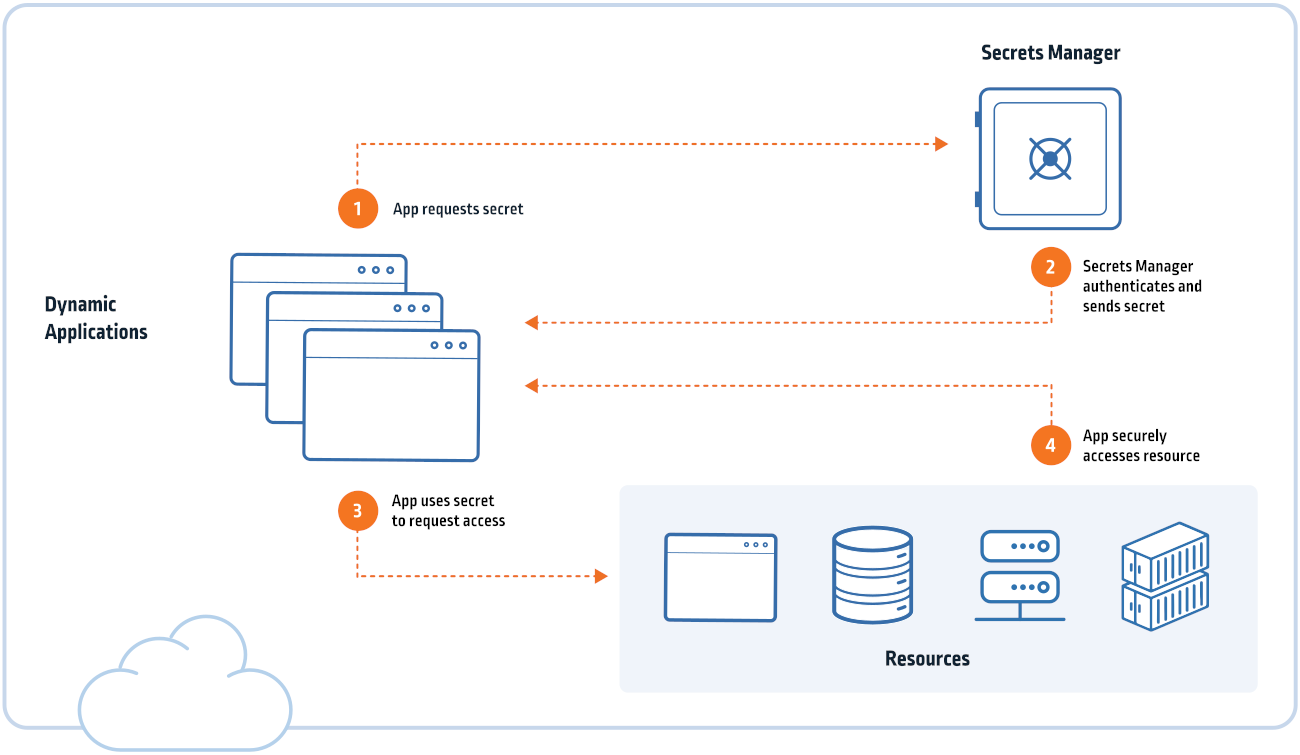 Secrets Manager
1
App requests secret
2
Secrets Manager
authenticates and
sends secret
Dynamic
Applications
4
App securely
accesses resource
3
App uses secret
to request access
Resources